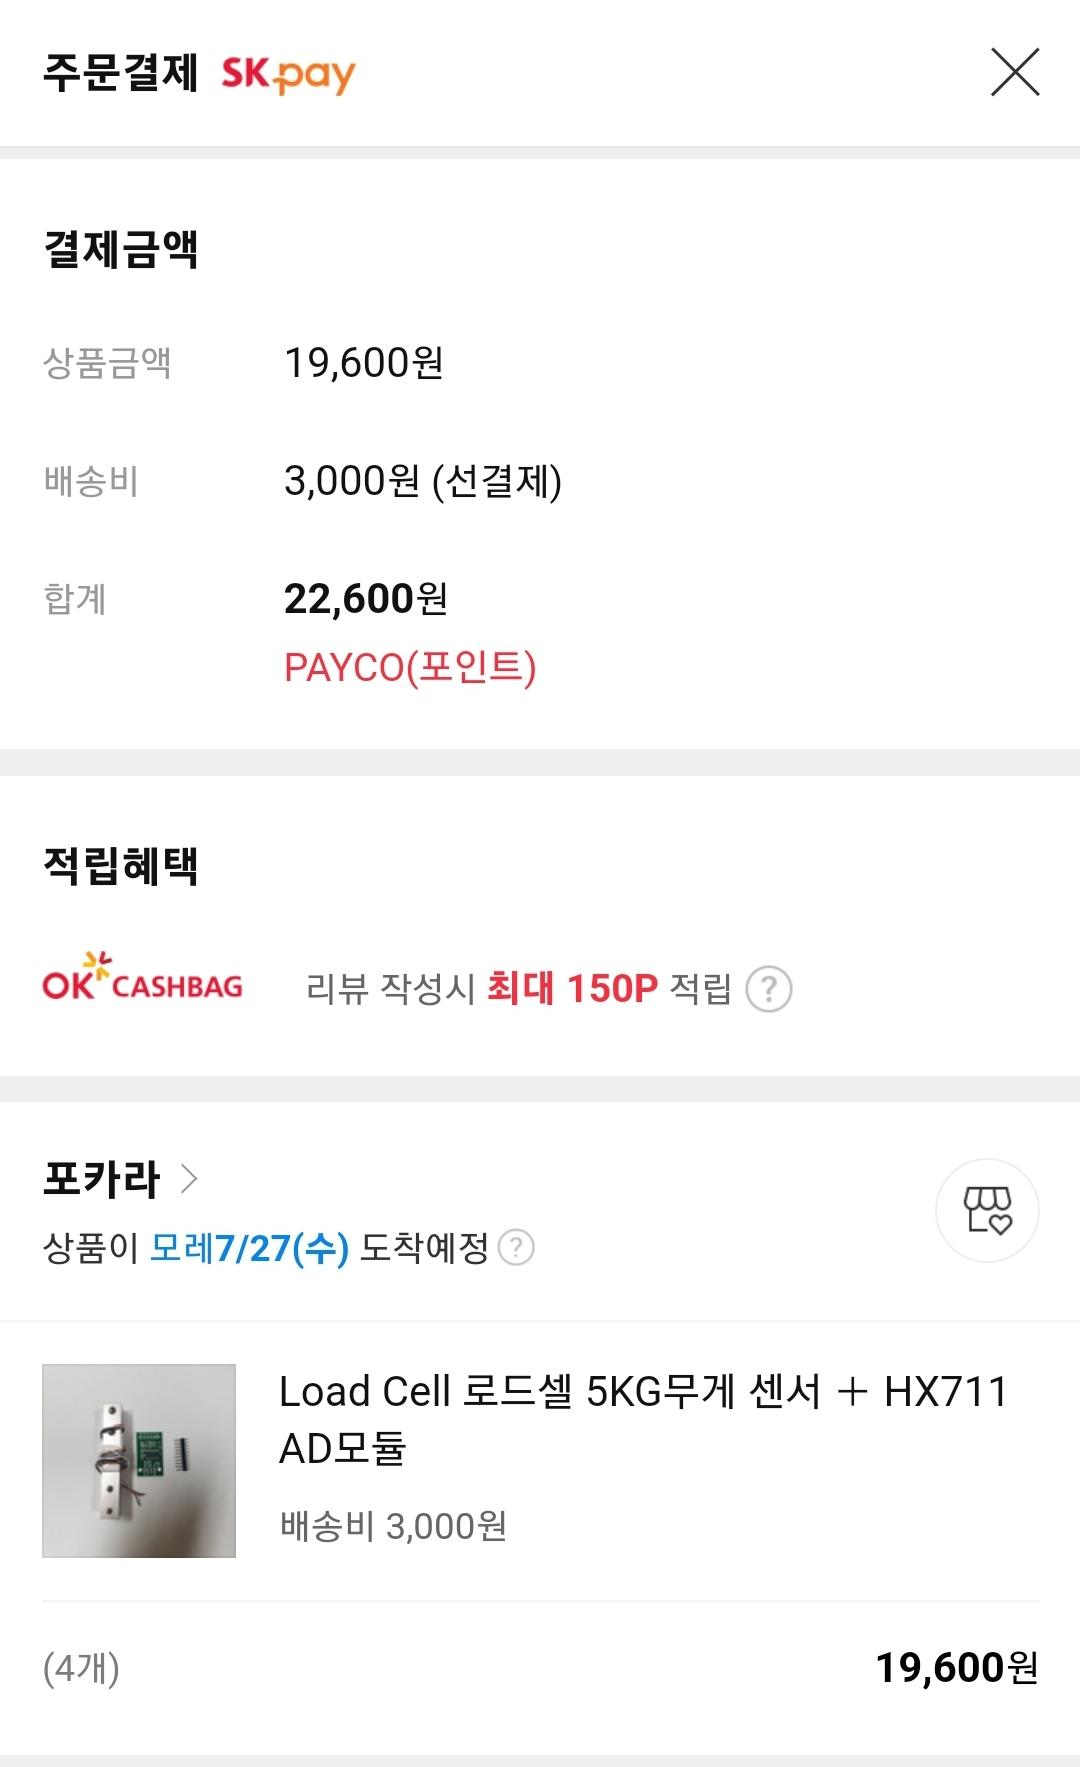 주문결제 SK pay
결제금액
상품금액 19,600원
배송비 3,000원 (선결제)
합계 22,600원
PAYCO(포인트)
적립혜택
OK CASHBAG 리뷰 작성시 최대 150P 적립 ?
포카라 >
상품이 모레7/27(수) 도착예정 ?
Load Cell 로드셀 5KG무게 센서 + HX711
AD모듈
배송비 3,000원
(4개) 19,600원